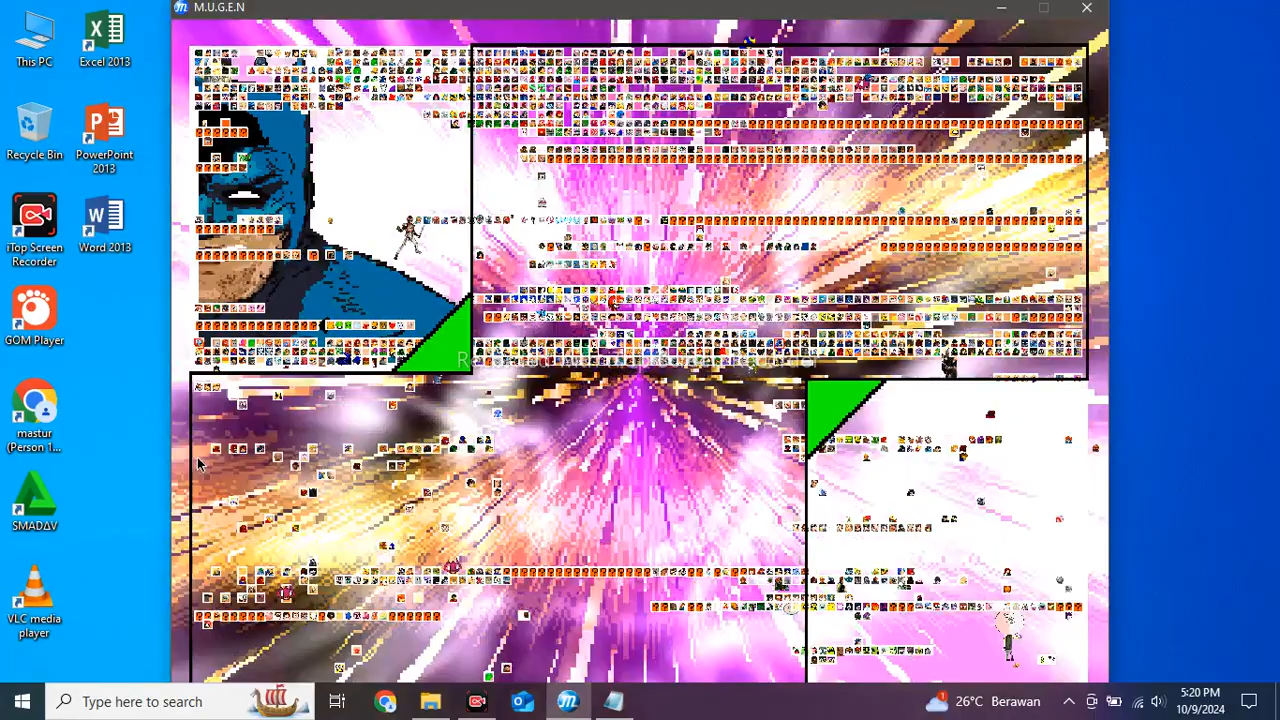 M.U.G.E.N
This PC
Excel 2013
Recycle Bin
PowerPoint
2013
iTop Screen
Recorder
Word 2013
GOM Player
mastur
(Person 1...
SMADΔV
VLC media
player
Type here to search
26°C Berawan
5:20 PM
10/9/2024